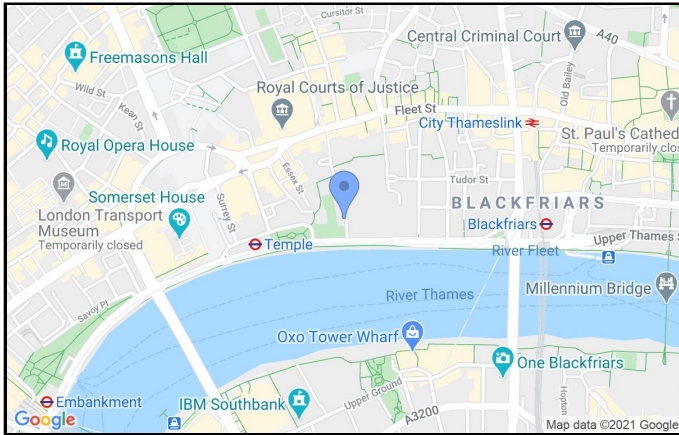 Cursitor St
Central Criminal Court
A40
Freemasons Hall
Wild St
Kean St
Royal Courts of Justice
Old Bailey
Fleet St
City Thameslink
St. Paul's Cathed
Temporarily clos
Royal Opera House
Essex St
Tudor St
London Transport
Museum
Temporarily closed
Somerset House
Surrey St
BLACKFRIARS
Blackfriars
Temple
Upper Thames S
River Fleet
Savoy Pl
River Thames
Millennium Bridge
Oxo Tower Wharf
One Blackfriars
Embankment
IBM Southbank
Upper Ground
A3200
Hopton
Google
Map data ©2021 Google